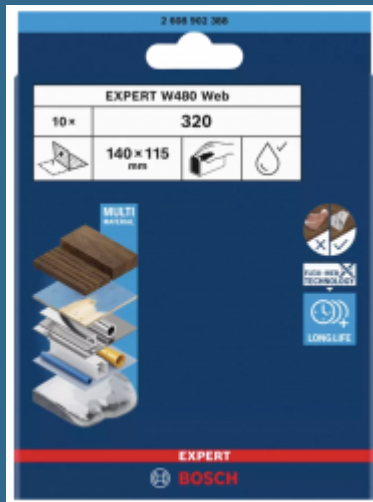 2 608 902 388
EXPERT W480 Web
10×
320
140×115
mm
MULTI
MATERIAL
FLEXI-WEB
TECHNOLOGY
LONG LIFE
EXPERT
BOSCH